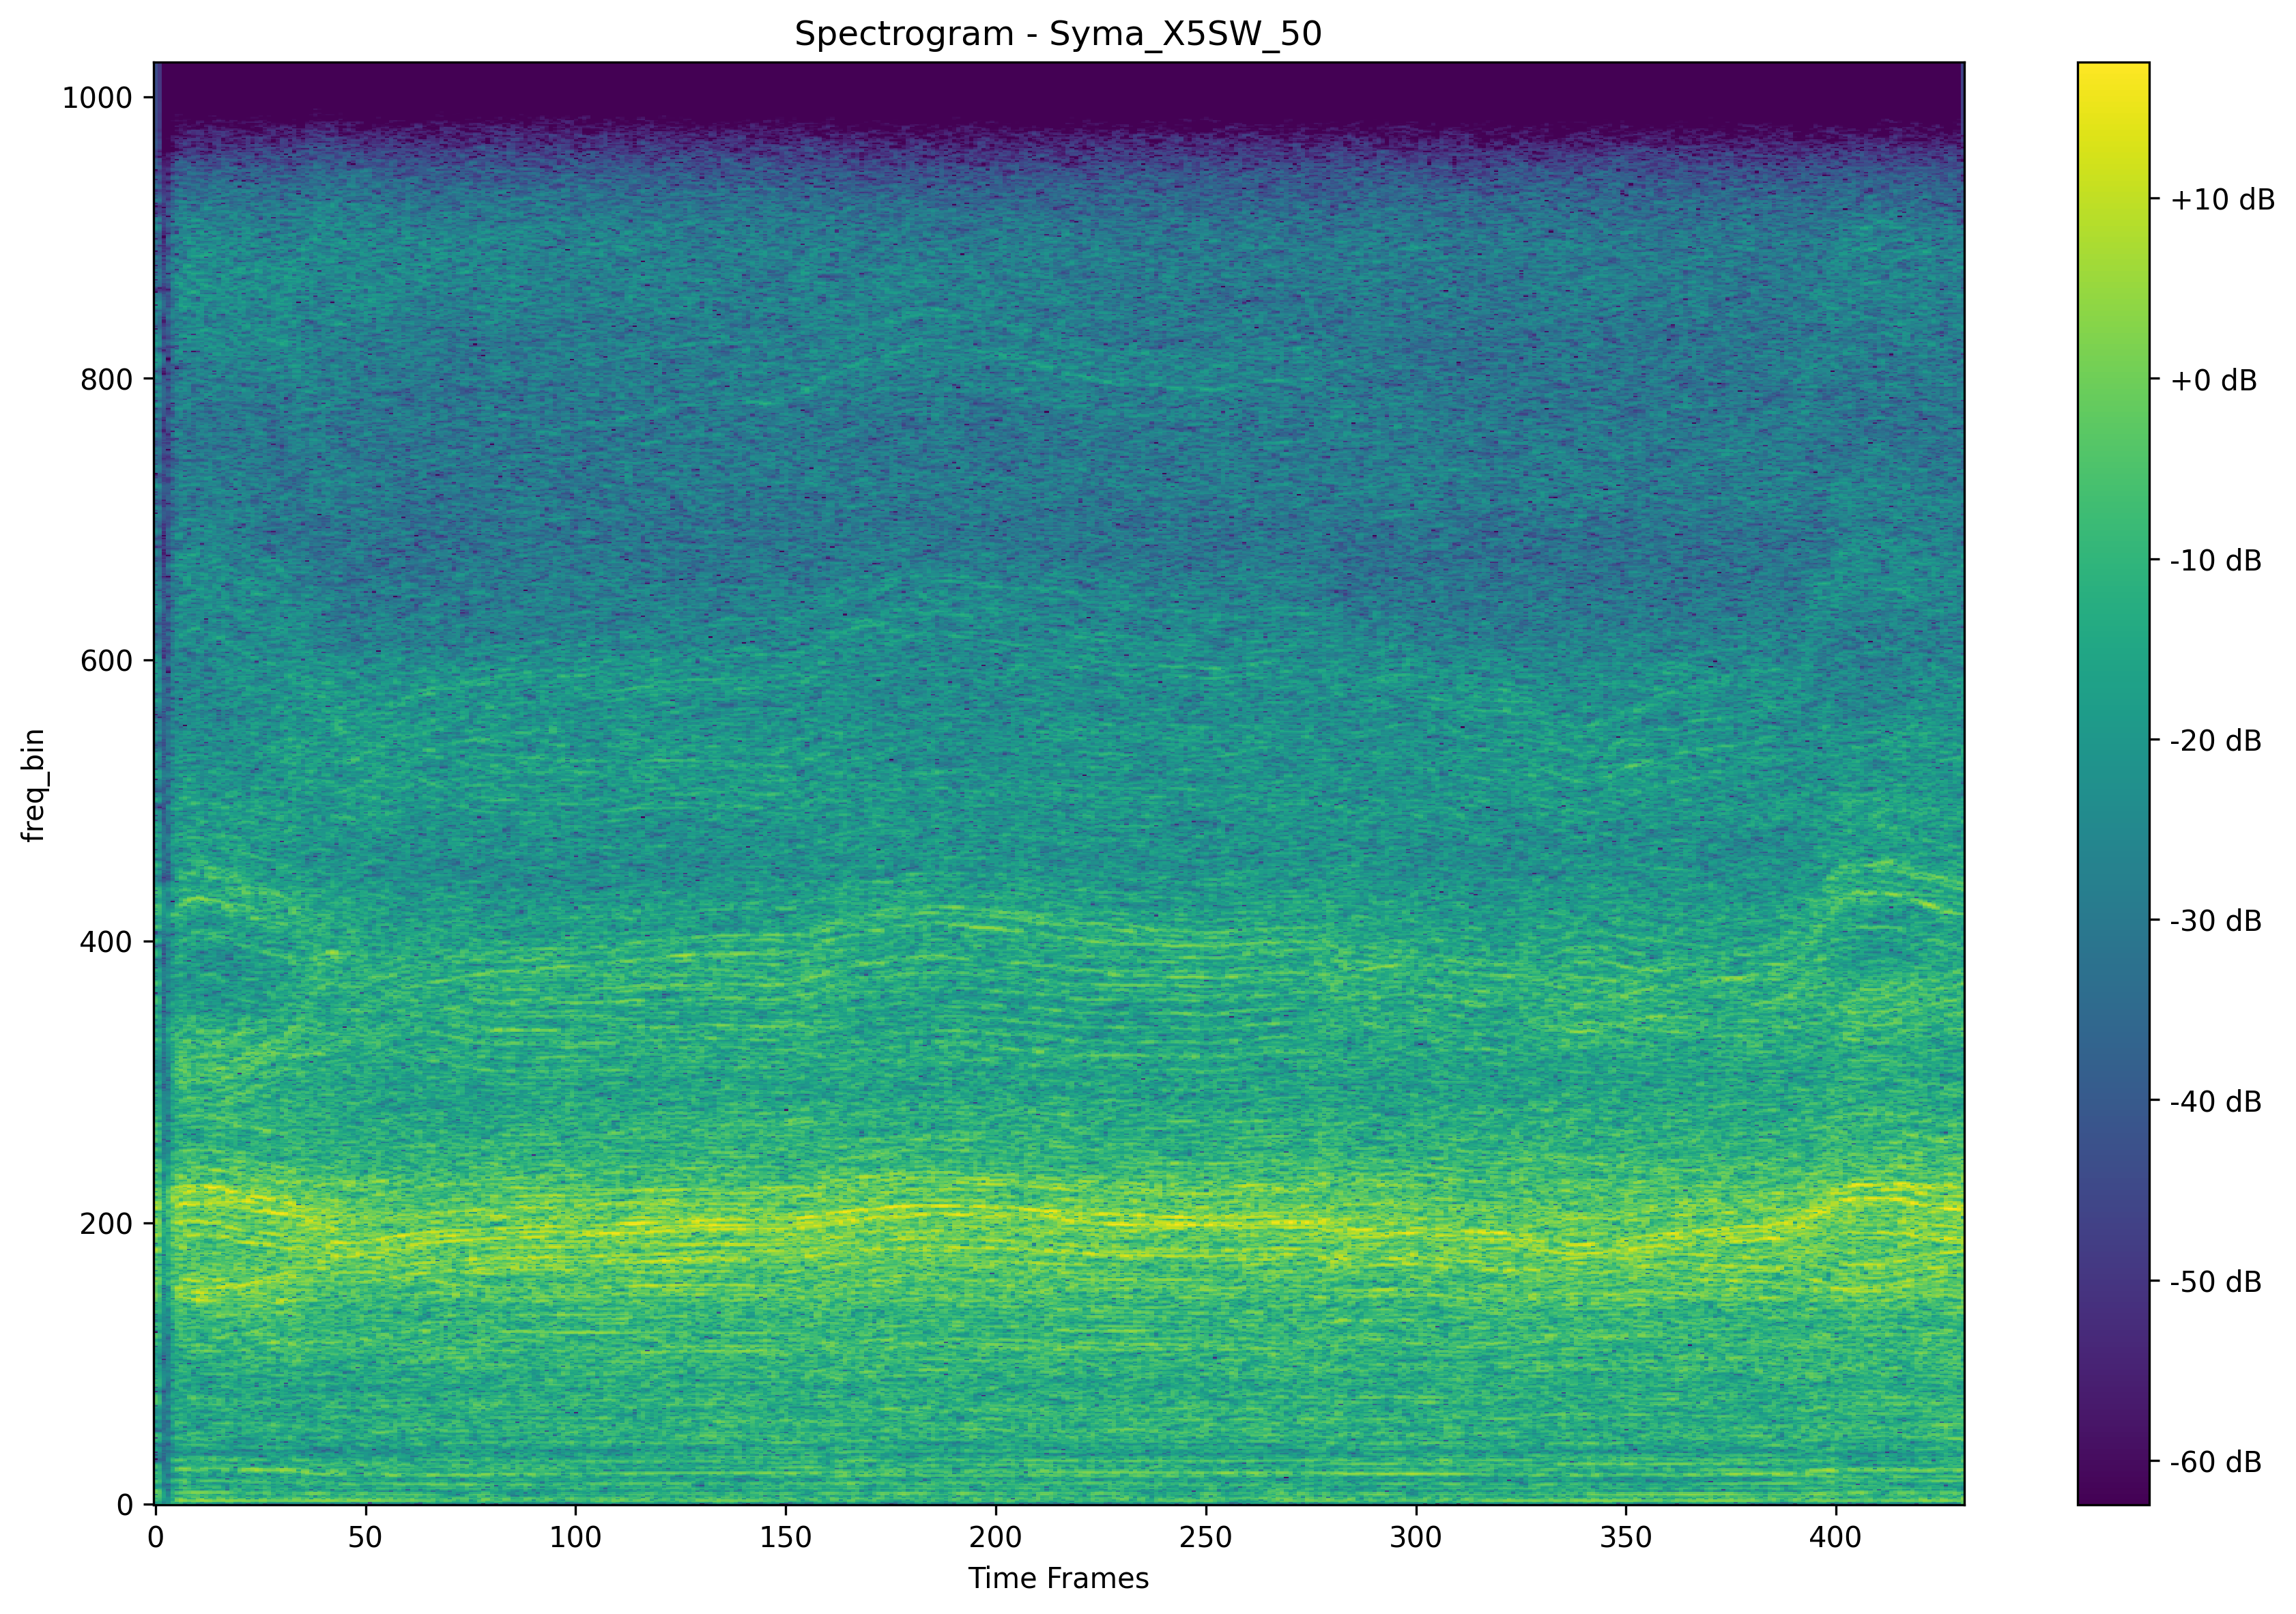 Spectrogram - Syma_X5SW_50
1000
800
600
400
200
0
freq_bin
0 50 100 150 200 250 300 350 400
Time Frames
+10 dB
+0 dB
-10 dB
-20 dB
-30 dB
-40 dB
-50 dB
-60 dB